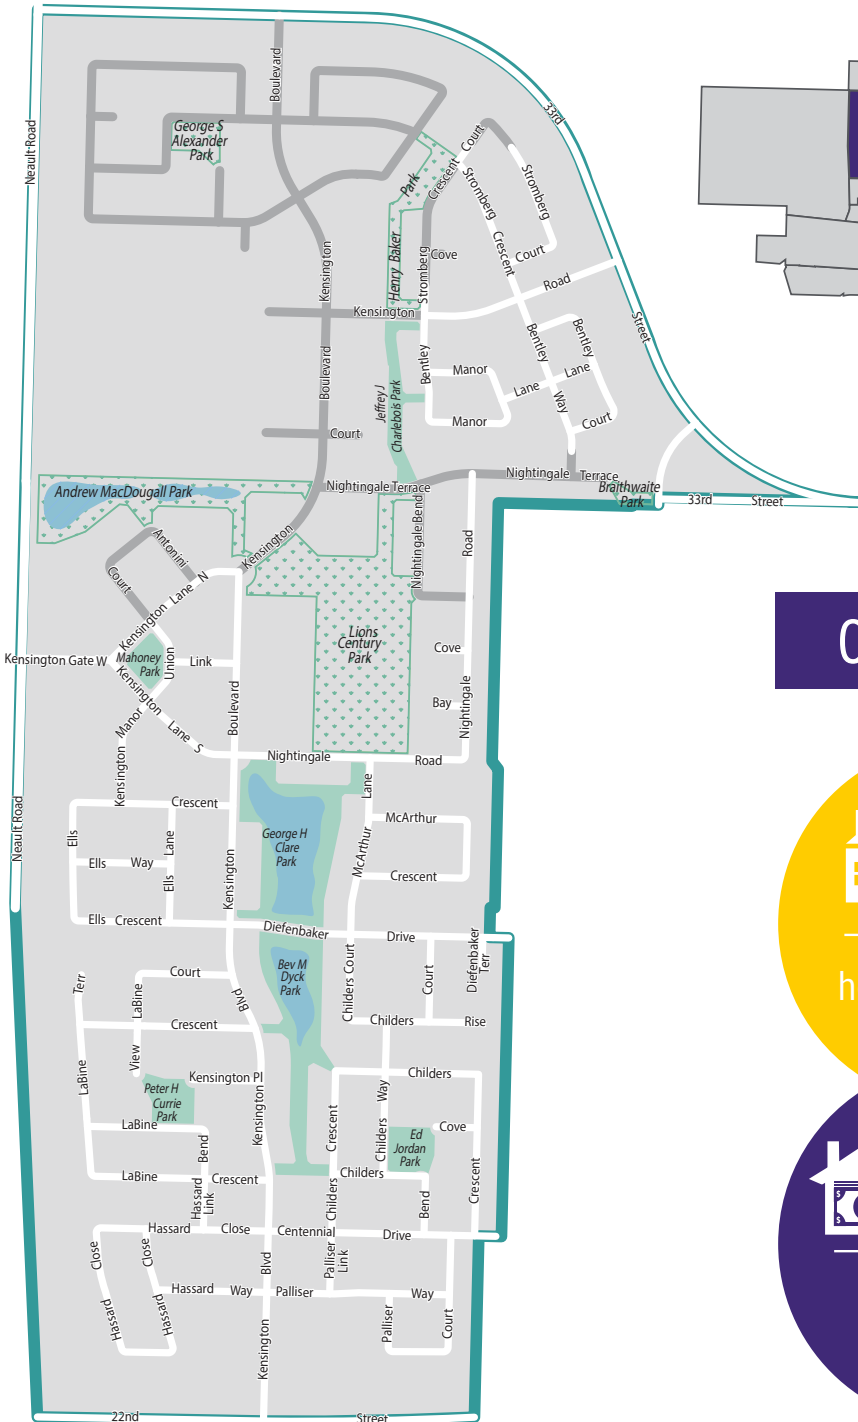 Boulevard
33rd
Neault Road
George S
Alexander
Park
Crescent Court
Park
Stromberg
Stromberg
Henry Baker
Crescent
Court
Stromberg
Cove
Kensington
Road
Kensington
Street
Bentley
Bentley
Boulevard
Bentley
Manor
Lane
Lane
Jeffrey J
Charlebois Park
Way
Manor
Court
Court
Nightingale Terrace
Nightingale Terrace
Braithwaite
Park
33rd Street
Andrew MacDougall Park
Nightingale Bend
Road
Kensington
Antonini
Court
Kensington Lane N
Lions
Century
Park
Cove
Kensington Gate W
Mahoney
Park
Union
Link
Kensington Lane S
Boulevard
Bay
Nightingale
Manor
Kensington
Nightingale Road
Lane
Neault Road
Crescent
McArthur
Ells
Lane
George H
Clare
Park
McArthur
Ells Way
Ells
Kensington
Crescent
Ells Crescent
Diefenbaker Drive
Diefenbaker
Terr
Terr
Court
Bev M
Dyck
Park
Childers Court
Court
LaBine
Blvd
Crescent
Childers
Rise
View
LaBine
Kensington Pl
Childers
Peter H
Currie
Park
Kensington
Crescent
Way
Childers
LaBine
Bend
Ed
Jordan
Park
Cove
LaBine
Crescent
Childers
Crescent
Hassard
Link
Childers
Bend
Hassard Close
Centennial Drive
Close
Close
Blvd
Palliser
Link
Hassard Way
Palliser
Way
Hassard
Hassard
Kensington
Palliser
Court
22nd
Street